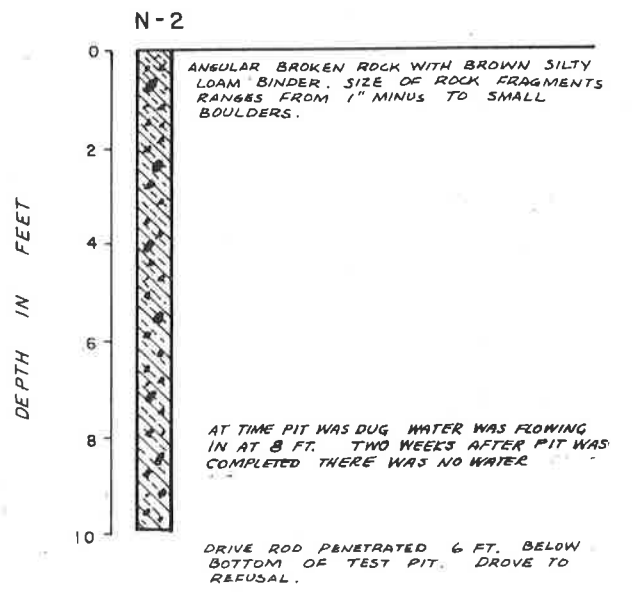 N-2
0
ANGULAR BROKEN ROCK WITH BROWN SILTY
LOAM BINDER. SIZE OF ROCK FRAGMENTS
RANGES FROM 1" MINUS TO SMALL
BOULDERS.
2
4
DEPTH IN FEET
6
8
AT TIME PIT WAS DUG WATER WAS FLOWING
IN AT 8 FT. TWO WEEKS AFTER PIT WAS
COMPLETED THERE WAS NO WATER
10
DRIVE ROD PENETRATED 6 FT. BELOW
BOTTOM OF TEST PIT. DROVE TO
REFUSAL.